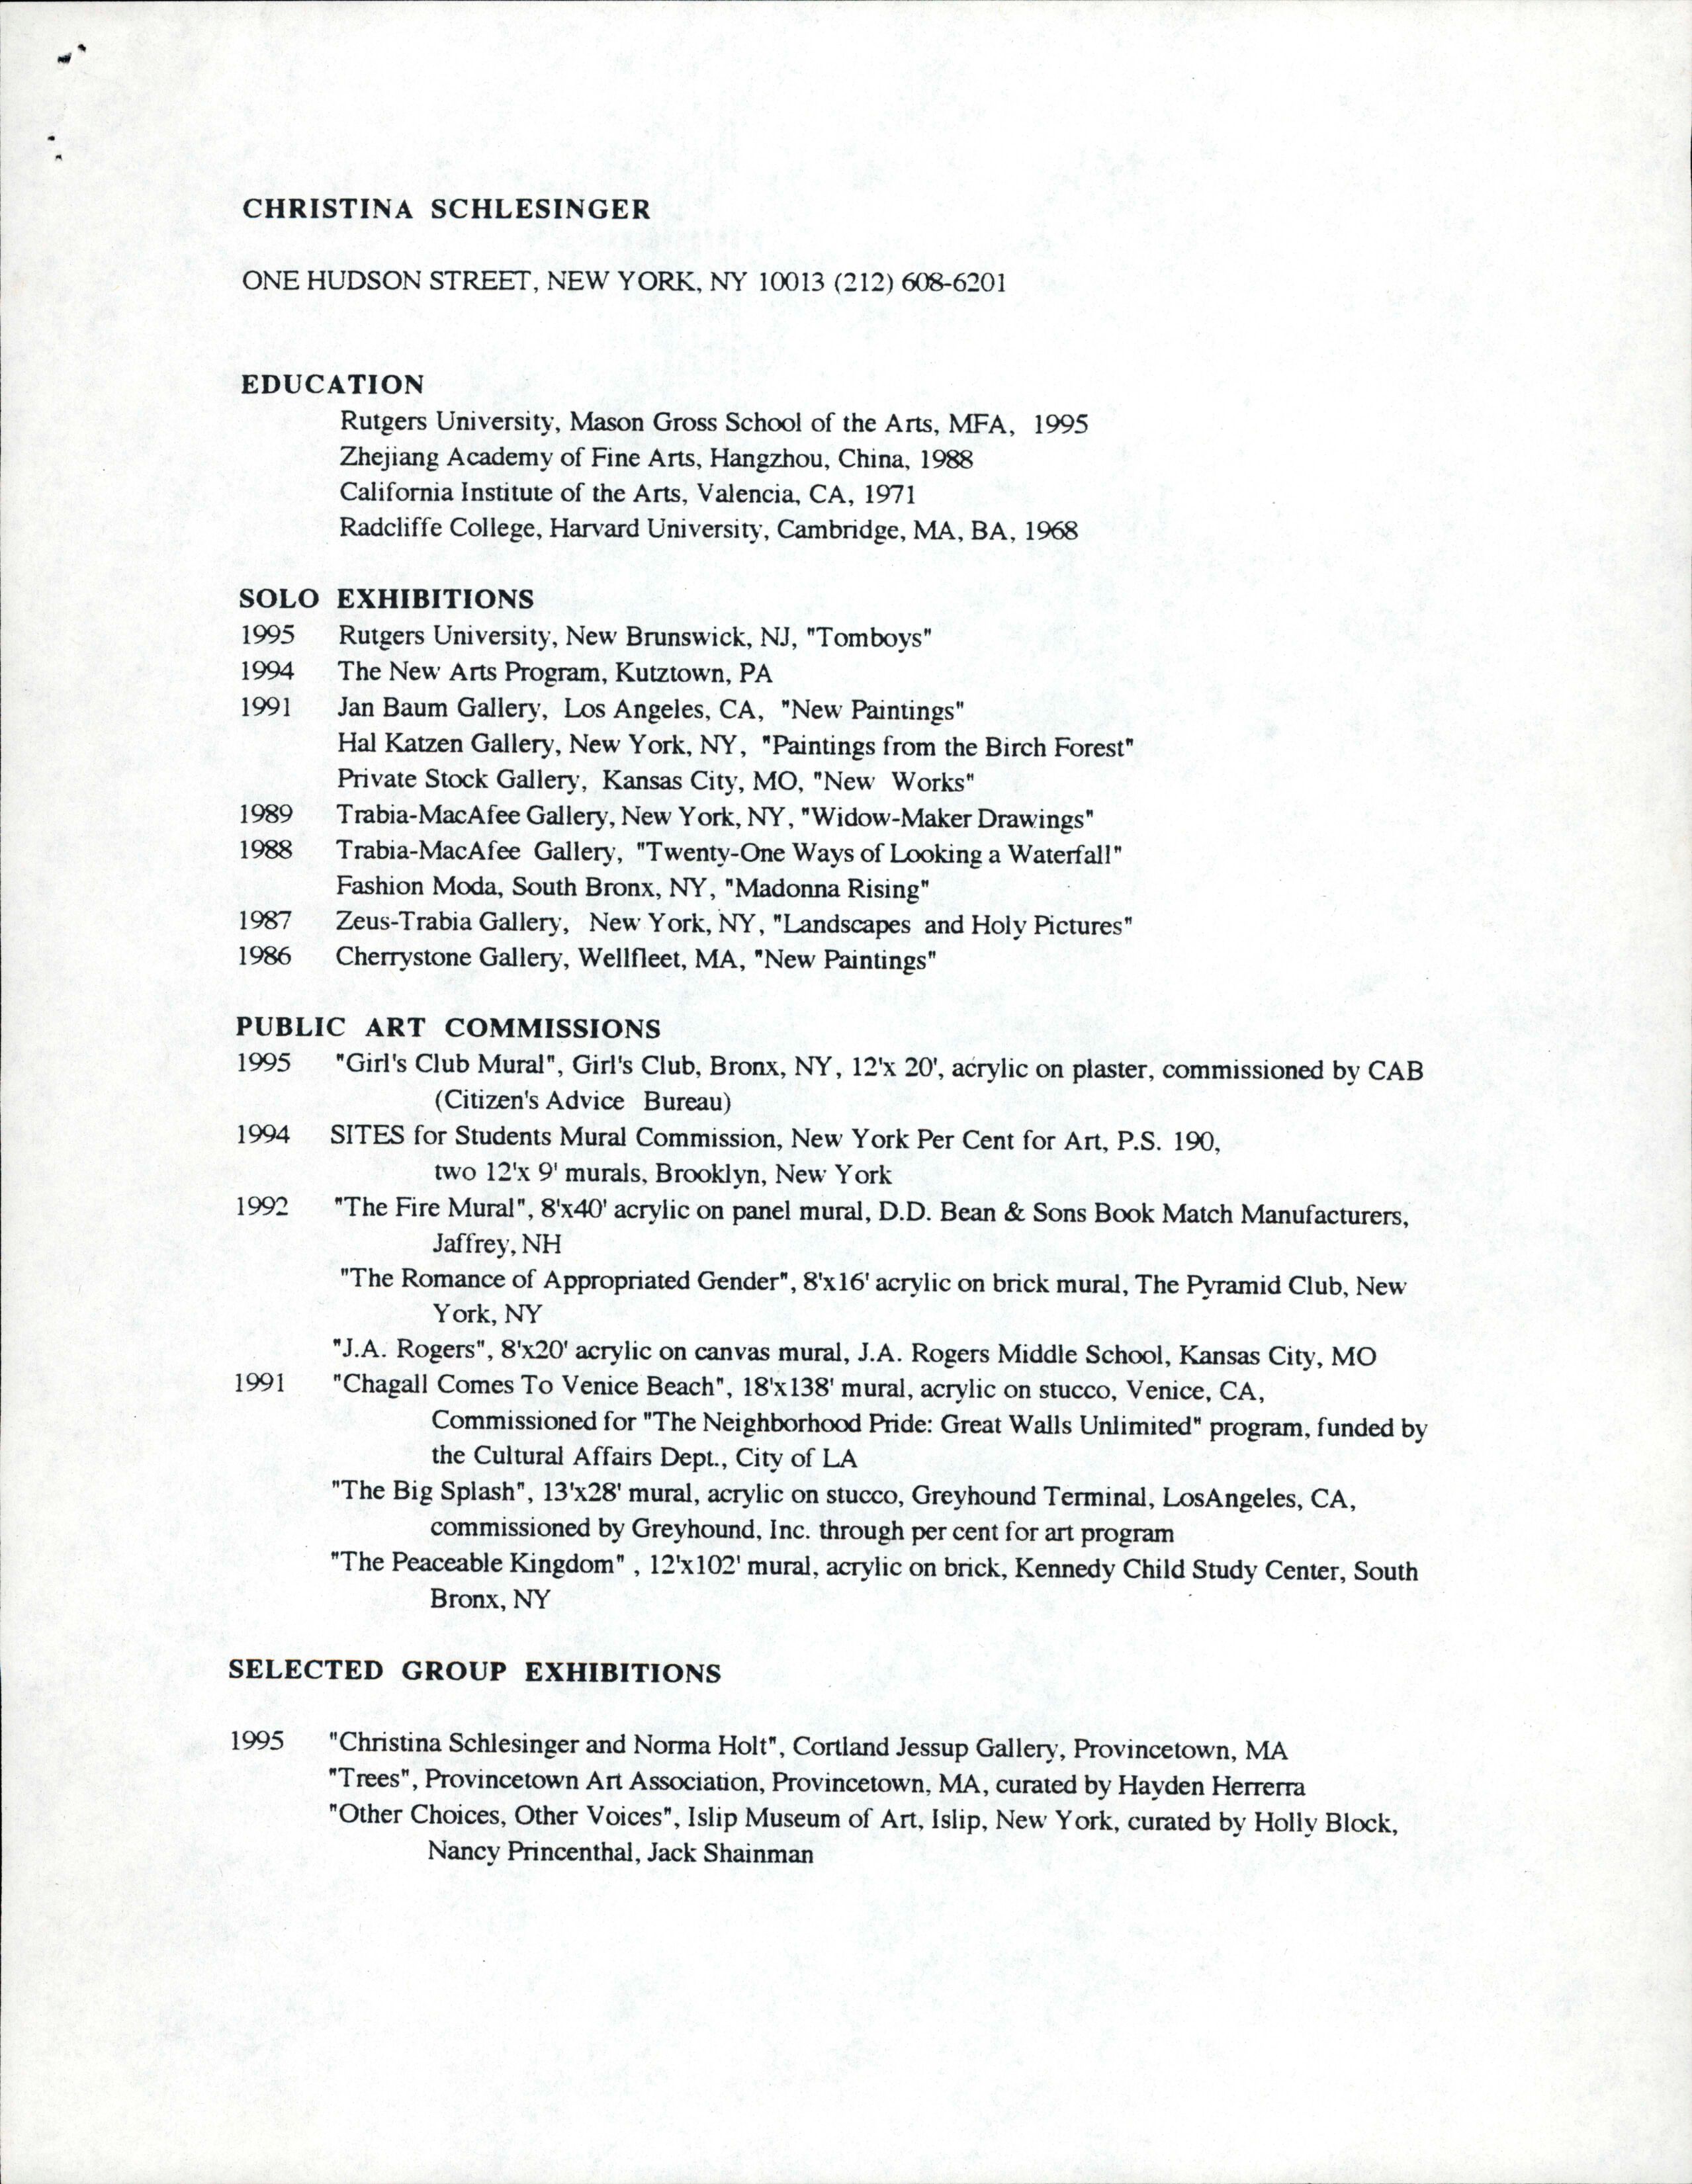 CHRISTINA SCHLESINGER
ONE HUDSON STREET, NEW YORK, NY 10013 (212) 608-6201
EDUCATION
Rutgers University, Mason Gross School of the Arts, MFA, 1995
Zhejiang Academy of Fine Arts, Hangzhou, China, 1988
California Institute of the Arts, Valencia, CA, 1971
Radcliffe College, Harvard University, Cambridge, MA, BA, 1968
SOLO EXHIBITIONS
1995 Rutgers University, New Brunswick, NJ, "Tomboys"
1994 The New Arts Program, Kutztown, PA
1991 Jan Baum Gallery, Los Angeles, CA, "New Paintings"
Hal Katzen Gallery, New York, NY, "Paintings from the Birch Forest"
Private Stock Gallery, Kansas City, MO, "New Works"
1989 Trabia-MacAfee Gallery, New York, NY, "Widow-Maker Drawings"
1988 Trabia-MacAfee Gallery, "Twenty-One Ways of Looking a Waterfall"
Fashion Moda, South Bronx, NY, "Madonna Rising"
1987 Zeus-Trabia Gallery, New York, NY, "Landscapes and Holy Pictures"
1986 Cherrystone Gallery, Wellfleet, MA, "New Paintings"
PUBLIC ART COMMISSIONS
1995 "Girl's Club Mural", Girl's Club, Bronx, NY, 12'x 20', acrylic on plaster, commissioned by CAB
(Citizen's Advice Bureau)
1994 SITES for Students Mural Commission, New York Per Cent for Art, P.S. 190,
two 12'x 9' murals, Brooklyn, New York
1992 "The Fire Mural", 8'x40' acrylic on panel mural, D.D. Bean & Sons Book Match Manufacturers,
Jaffrey, NH
"The Romance of Appropriated Gender", 8'x16' acrylic on brick mural, The Pyramid Club, New
York, NY
"J.A. Rogers", 8'x20' acrylic on canvas mural, J.A. Rogers Middle School, Kansas City, MO
1991 "Chagall Comes To Venice Beach", 18'x138' mural, acrylic on stucco, Venice, CA,
Commissioned for "The Neighborhood Pride: Great Walls Unlimited" program, funded by
the Cultural Affairs Dept., City of LA
"The Big Splash", 13'x28' mural, acrylic on stucco, Greyhound Terminal, LosAngeles, CA,
commissioned by Greyhound, Inc. through per cent for art program
"The Peaceable Kingdom" , 12'x102' mural, acrylic on brick, Kennedy Child Study Center, South
Bronx, NY
SELECTED GROUP EXHIBITIONS
1995 "Christina Schlesinger and Norma Holt", Cortland Jessup Gallery, Provincetown, MA
"Trees", Provincetown Art Association, Provincetown, MA, curated by Hayden Herrerra
"Other Choices, Other Voices", Islip Museum of Art, Islip, New York, curated by Holly Block,
Nancy Princenthal, Jack Shainman